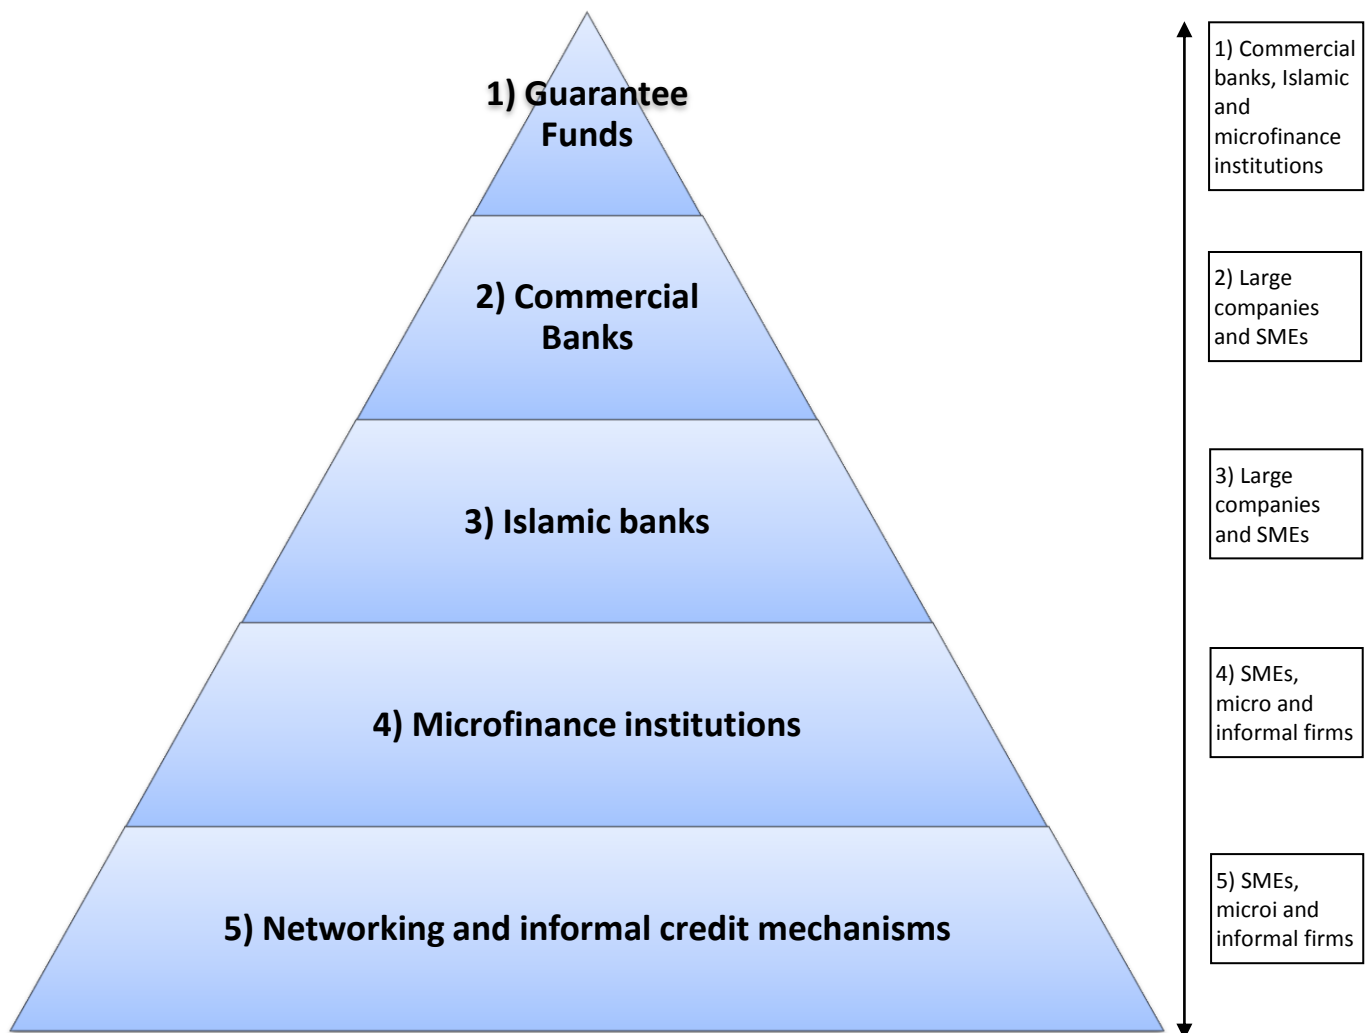 1) Guarantee
Funds
2) Commercial
Banks
3) Islamic banks
4) Microfinance institutions
5) Networking and informal credit mechanisms
1) Commercial
banks, Islamic
and
microfinance
institutions
2) Large
companies
and SMEs
3) Large
companies
and SMEs
4) SMEs,
micro and
informal firms
5) SMEs,
microi and
informal firms